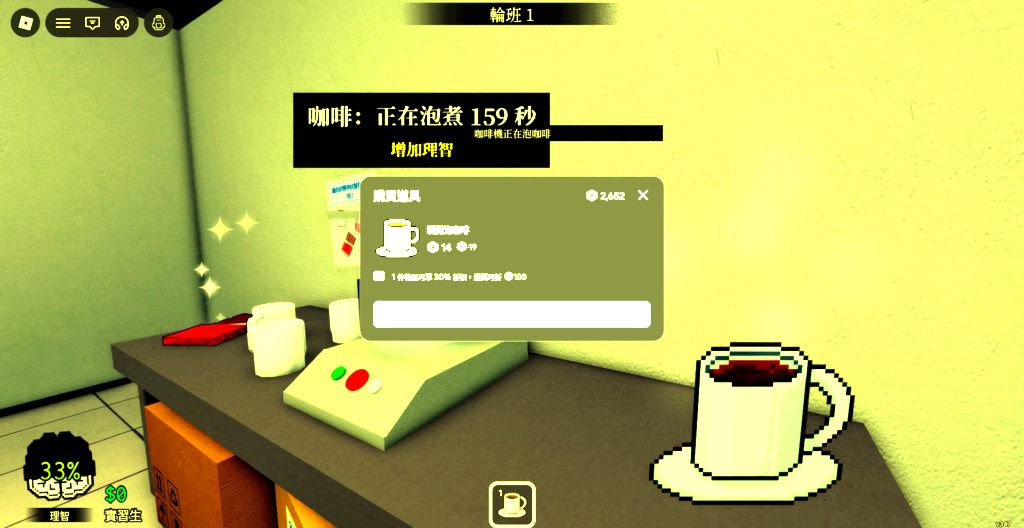 輪班 1
咖啡: 正在泡煮 159 秒
咖啡機正在泡咖啡
增加理智
購買道具
2,652
14 19
33%
理智
$0
實習生
1
v347